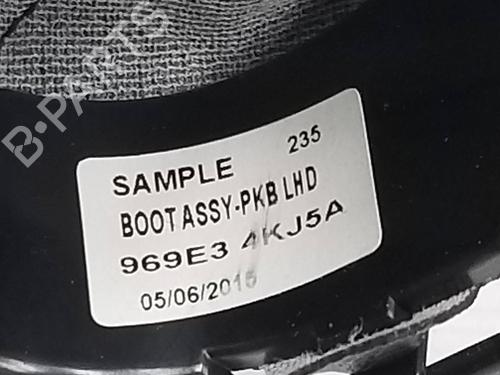 B-PARTS
SAMPLE 235
BOOT ASSY-PKB LHD
969E3 4KJ5A
05/06/2015